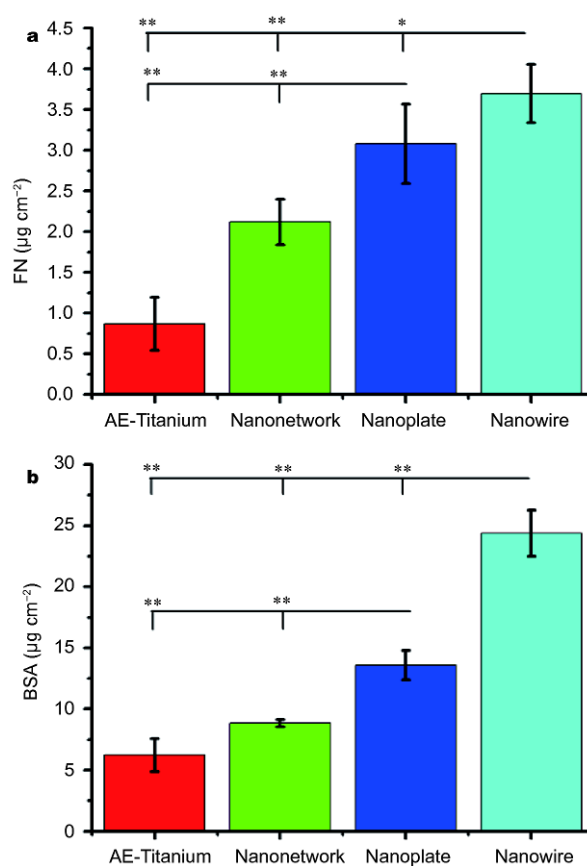 a
** ** *
** **
4.5
4.0
3.5
3.0
2.5
2.0
1.5
1.0
0.5
0.0
FN (µg cm⁻²)
AE-Titanium Nanonetwork Nanoplate Nanowire
b
** ** **
** **
30
25
20
15
10
5
0
BSA (µg cm⁻²)
AE-Titanium Nanonetwork Nanoplate Nanowire